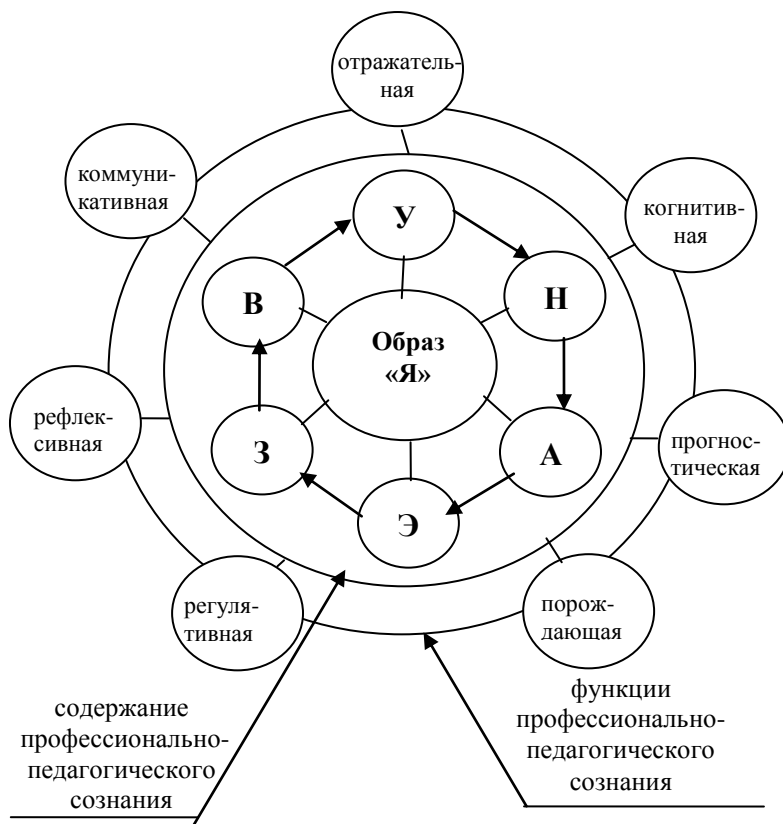 отражатель-
ная
коммуни-
кативная
когнитив-
ная
У
В
Н
Образ
«Я»
рефлек-
сивная
прогнос-
тическая
З
А
Э
регуля-
тивная
порож-
дающая
содержание
профессионально-
педагогического
сознания
функции
профессионально-
педагогического
сознания